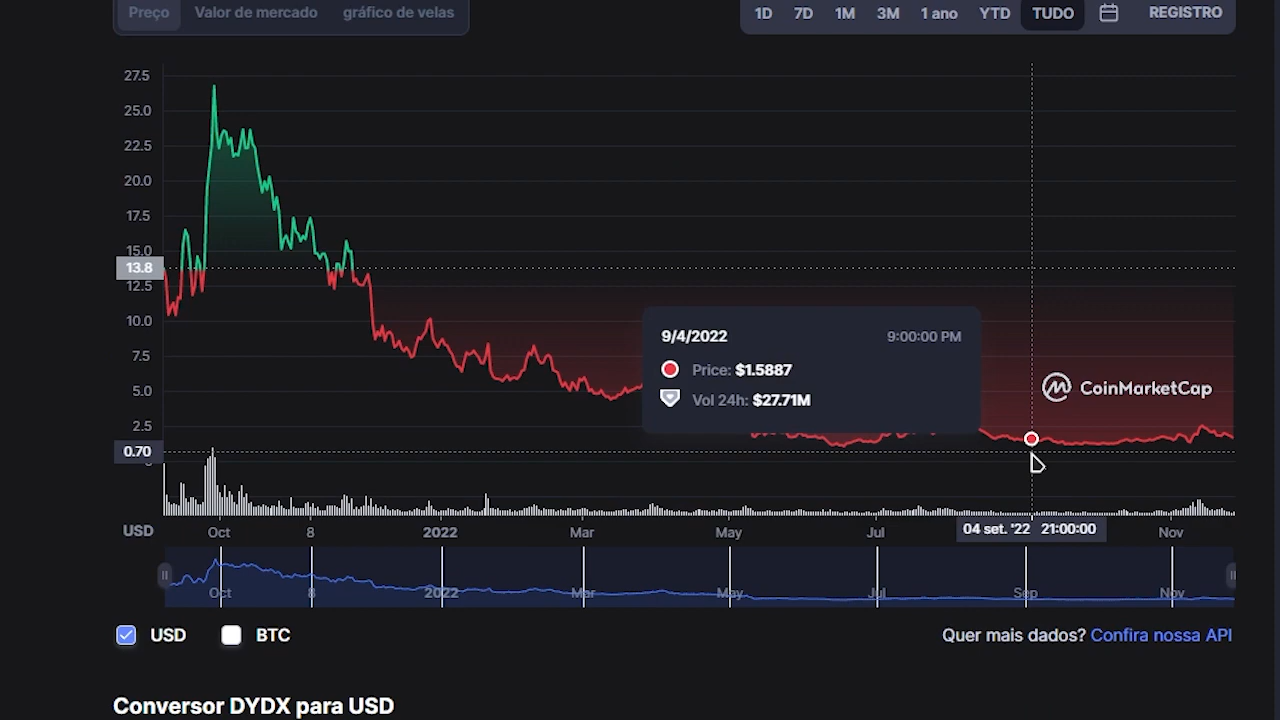 Preço Valor de mercado gráfico de velas 1D 7D 1M 3M 1 ano YTD TUDO REGISTRO
27.5
25.0
22.5
20.0
17.5
15.0
13.8
12.5
10.0
7.5
5.0
2.5
0.70
9/4/2022 9:00:00 PM
Price: $1.5887
Vol 24h: $27.71M
CoinMarketCap
USD Oct 8 2022 Mar May Jul 04 set. '22 21:00:00 Nov
Oct 8 2022 Mar May Jul Sep Nov
USD BTC Quer mais dados? Confira nossa API
Conversor DYDX para USD